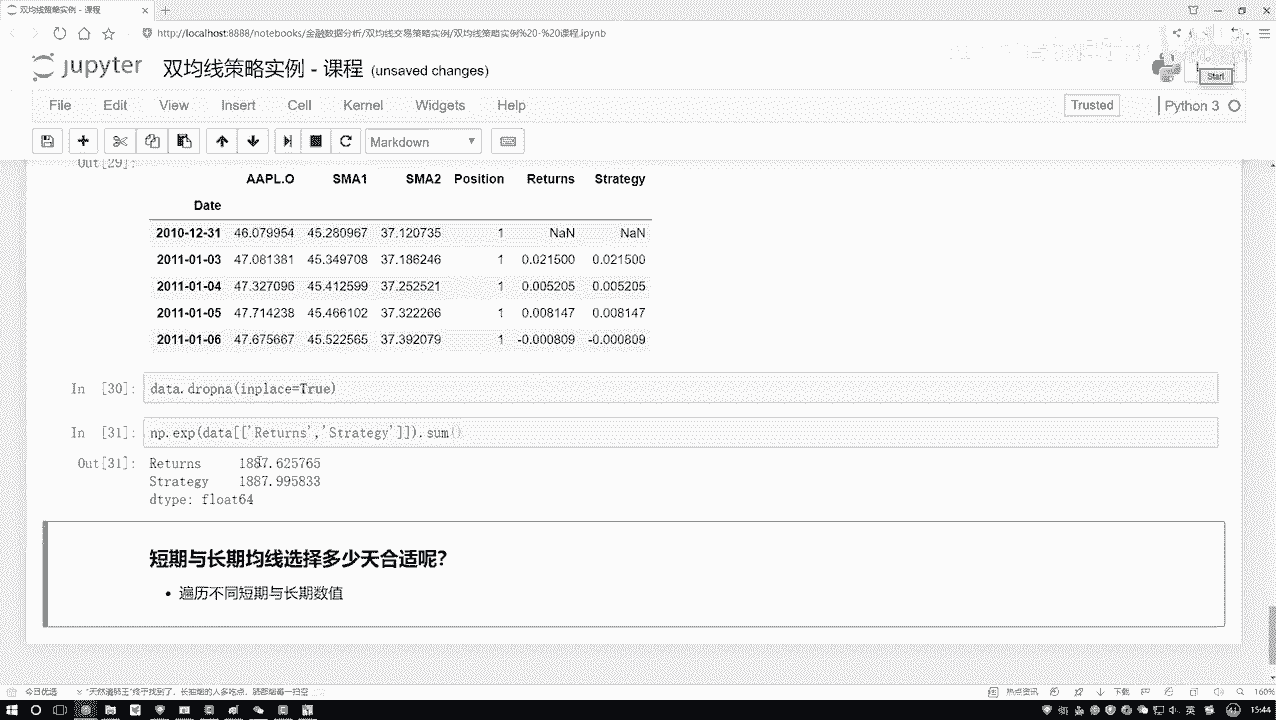 双均线策略实例 - 课程
http://localhost:8888/notebooks/金融数据分析/双均线交易策略实例/双均线策略实例%20-%20课程.ipynb
jupyter 双均线策略实例 - 课程 (unsaved changes)
Start
File Edit View Insert Cell Kernel Widgets Help
Trusted Python 3
Markdown
Out[29]:
AAPL.O SMA1 SMA2 Position Returns Strategy
Date
2010-12-31 46.079954 45.280967 37.120735 1 NaN NaN
2011-01-03 47.081381 45.349708 37.186246 1 0.021500 0.021500
2011-01-04 47.327096 45.412599 37.252521 1 0.005205 0.005205
2011-01-05 47.714238 45.466102 37.322266 1 0.008147 0.008147
2011-01-06 47.675667 45.522565 37.392079 1 -0.000809 -0.000809
In [30]: data.dropna(inplace=True)
In [31]: np.exp(data[['Returns','Strategy']]).sum()
Out[31]: Returns 1887.625765
Strategy 1887.995833
dtype: float64
短期与长期均线选择多少天合适呢?
遍历不同短期与长期数值
今日优选
热点资讯 下载 160%
英 15:44